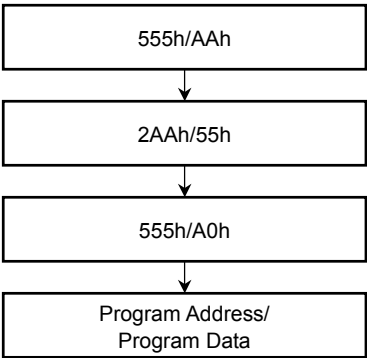 555h/AAh
2AAh/55h
555h/A0h
Program Address/
Program Data